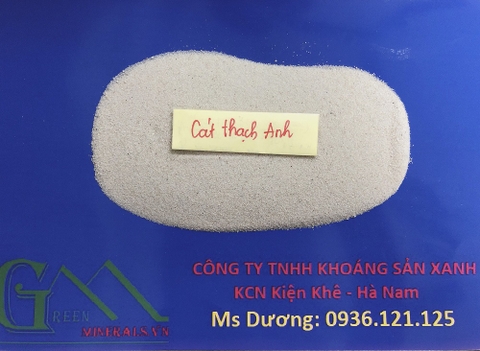 Cát thạch Anh
GM
GREEN
MINERALS.VN
CÔNG TY TNHH KHOÁNG SẢN XANH
KCN Kiện Khê - Hà Nam
Ms Dương: 0936.121.125